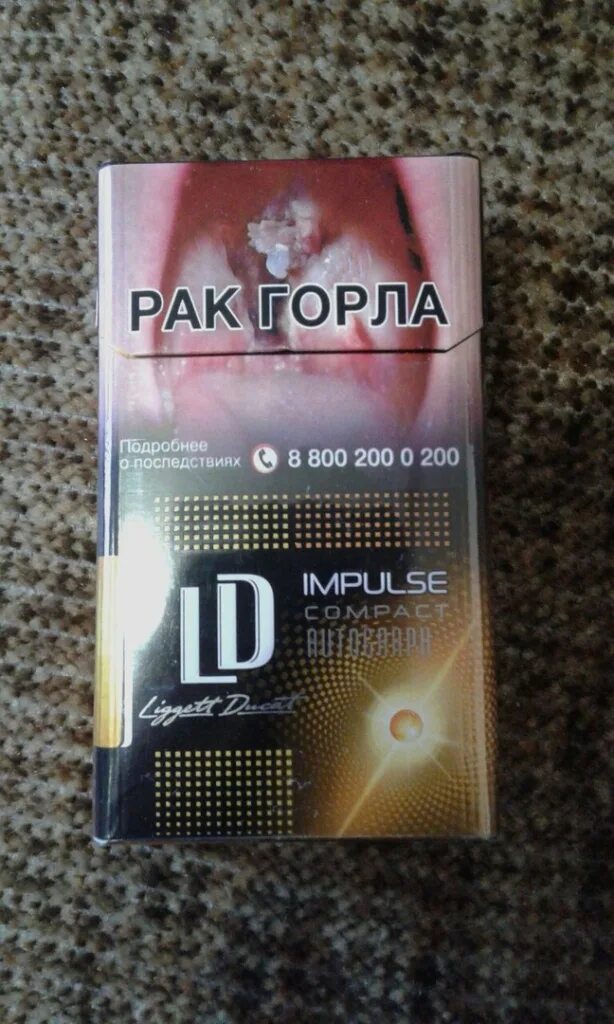 РАК ГОРЛА
Подробнее
о последствиях
8 800 200 0 200
LD
Liggett Ducat
IMPULSE
COMPACT
AUTOGRAPH